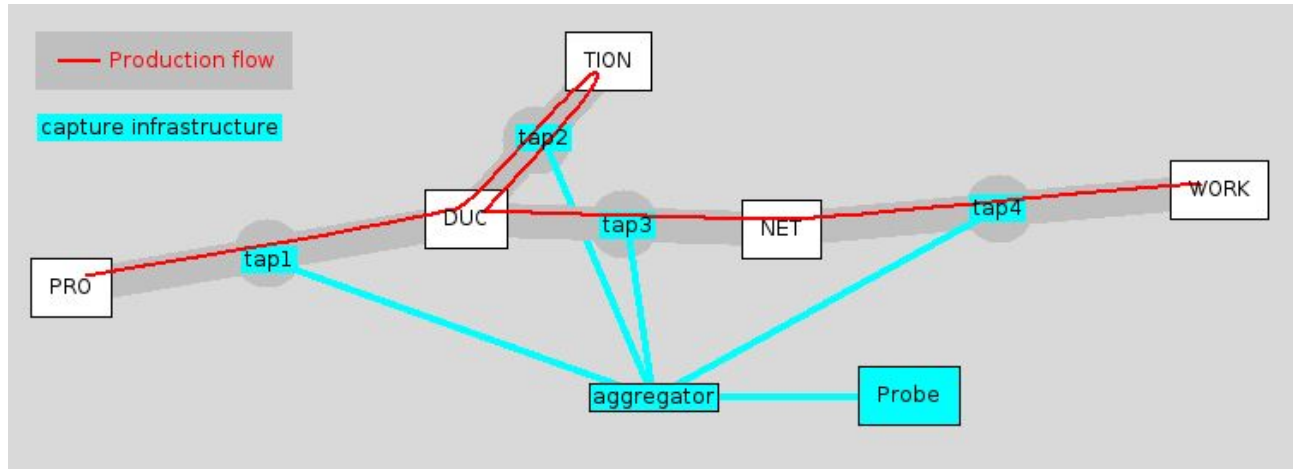 TION
Production flow
capture infrastructure
tap2
DUC
WORK
tap4
tap3
NET
tap1
PRO
aggregator
Probe